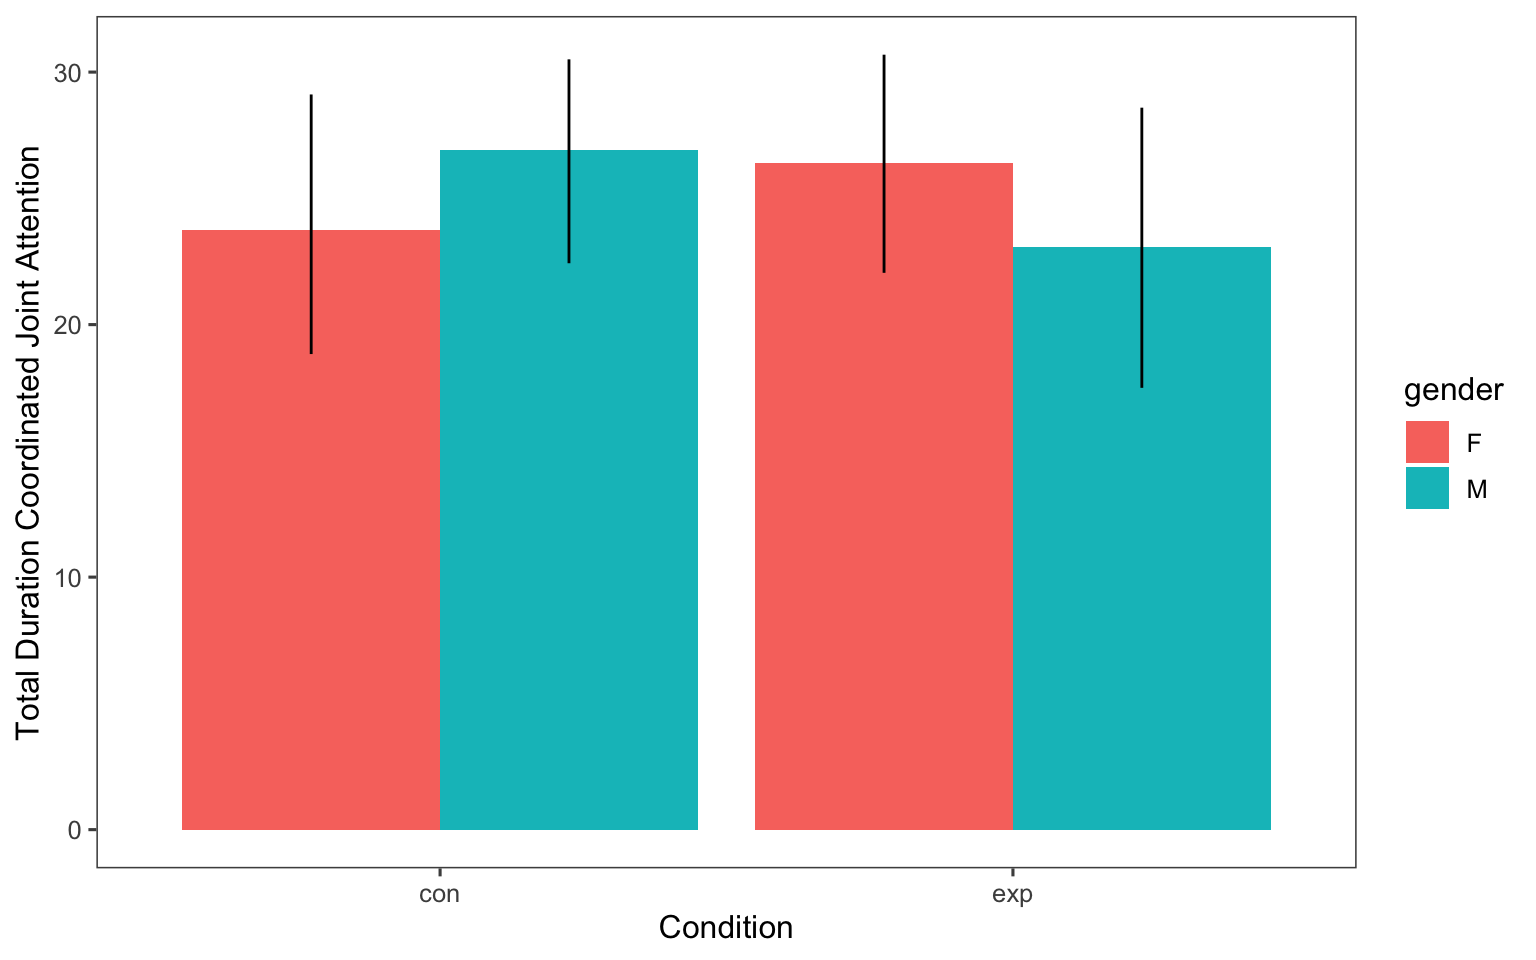 Total Duration Coordinated Joint Attention
30
20
10
0
con
exp
Condition
gender
F
M